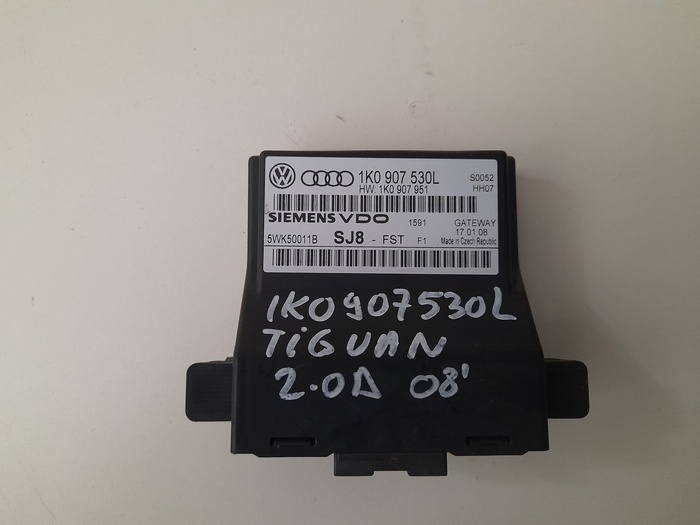 1K0 907 530L S0052
HW: 1K0 907 951 HH07
SIEMENS VDO 1591 GATEWAY
17.01.08
5WK50011B SJ8 - FST F1 Made in Czech Republic
1K0907530L
TiGUAN
2.0D 08'